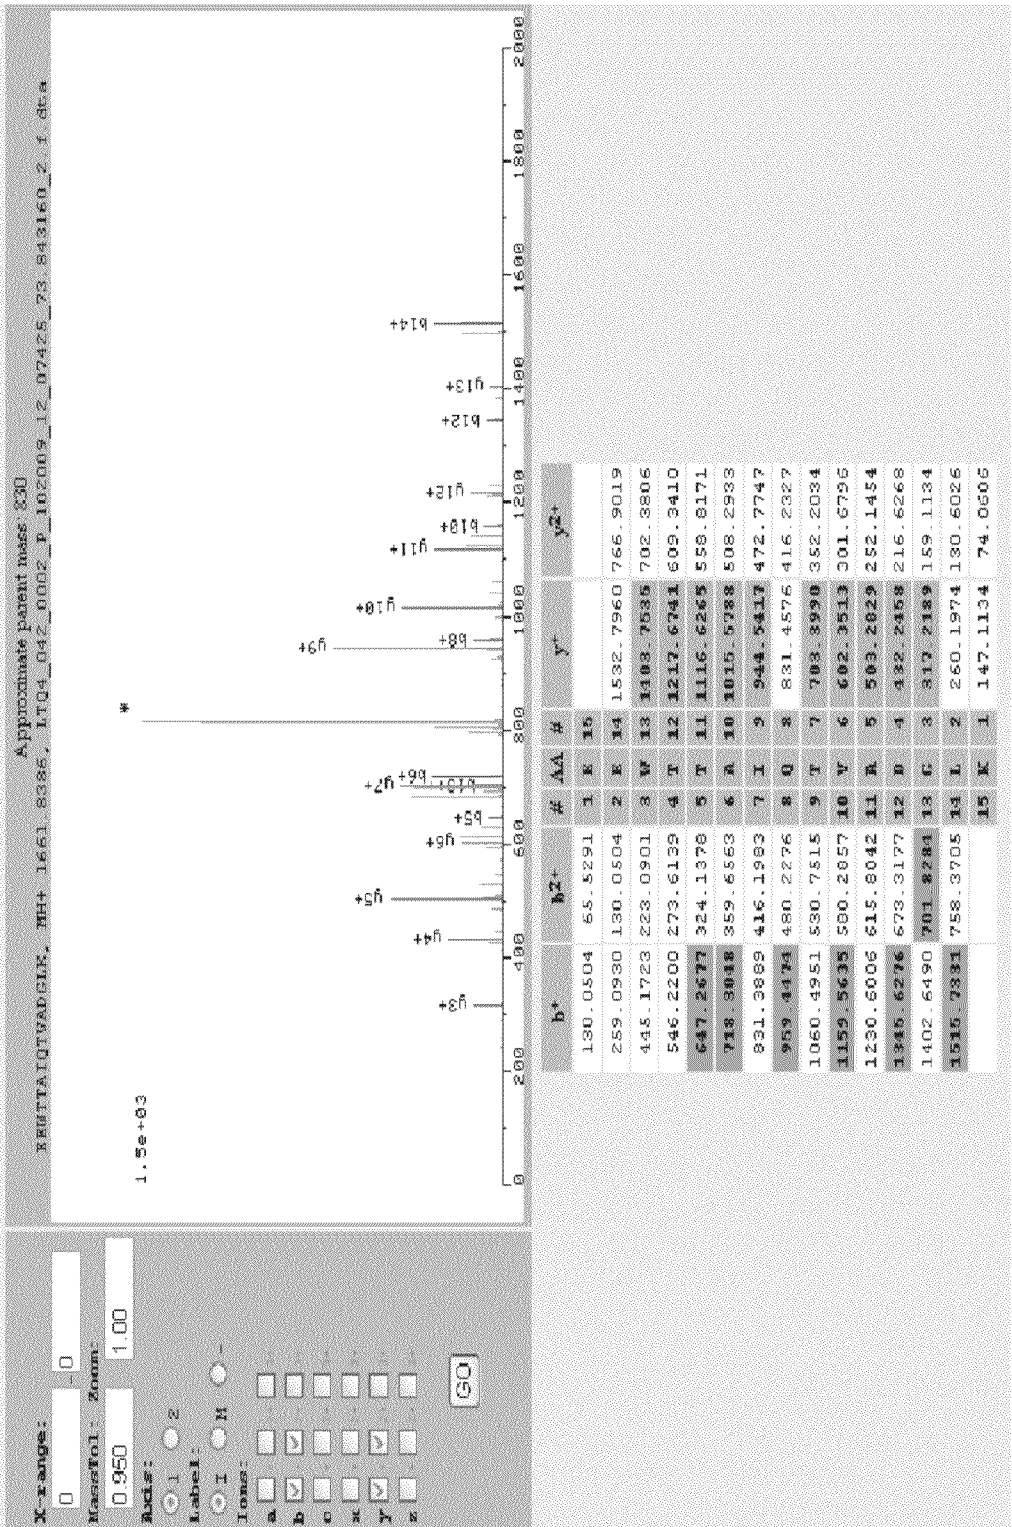 X-range:
0 - 0
MassTol: Zoom:
0.950 1.00
Axis:
1 2
Label:
I M -
Ions:
a
b
c
x
y
z
GO
Approximate parent mass
MH+ 1661.8386,
*
1.5e+03
y3+ y4+ y5+ y6+ b5+ y7+ b6+ y9+ b8+ y10+ y11+ b10+ y12+ b12+ y13+ b14+
0 200 400 600 800 1000 1200 1400 1600 1800 2000
b+ b2+ # AA # y+ y2+
130.0504 65.5291 1 E 15
259.0930 130.0504 2 E 14 1532.7960 766.9019
445.1723 223.0901 3 W 13 1403.7535 702.3806
546.2200 273.6139 4 T 12 1217.6741 609.3410
647.2677 324.1378 5 T 11 1116.6265 558.8171
718.3048 359.6563 6 A 10 1015.5788 508.2933
831.3889 416.1983 7 I 9 944.5417 472.7747
959.4474 480.2276 8 Q 8 831.4576 416.2327
1060.4951 530.7515 9 T 7 703.3990 352.2034
1159.5635 580.2857 10 V 6 602.3513 301.6796
1230.6006 615.8042 11 A 5 503.2829 252.1454
1345.6276 673.3177 12 D 4 432.2458 216.6268
1402.6490 701.8284 13 G 3 317.2189 159.1134
1515.7331 758.3705 14 L 2 260.1974 130.6026
15 K 1 147.1134 74.0606